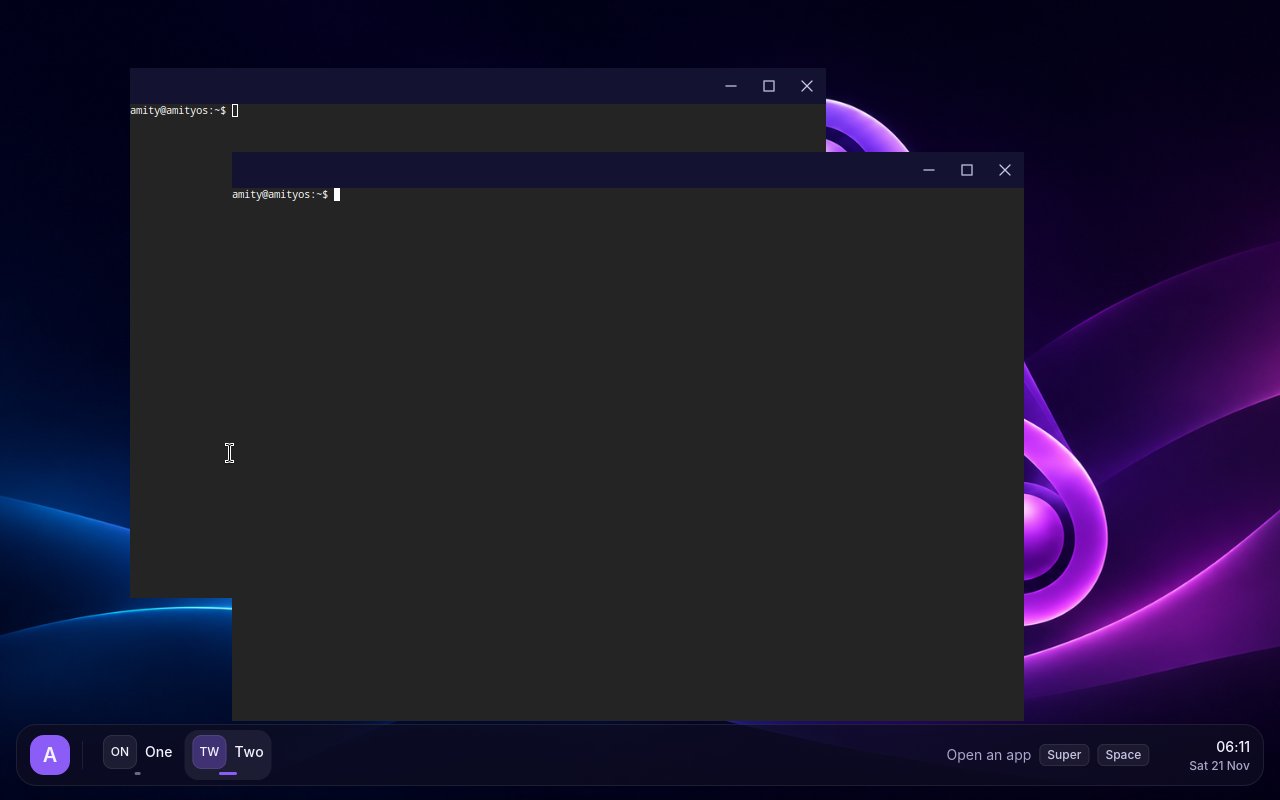 amity@amityos:~$
amity@amityos:~$
A
ON One
TW Two
Open an app Super Space
06:11
Sat 21 Nov